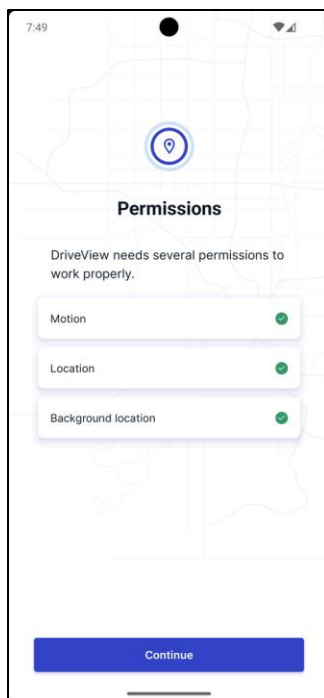 7:49
Permissions
DriveView needs several permissions to
work properly.
Motion
Location
Background location
Continue